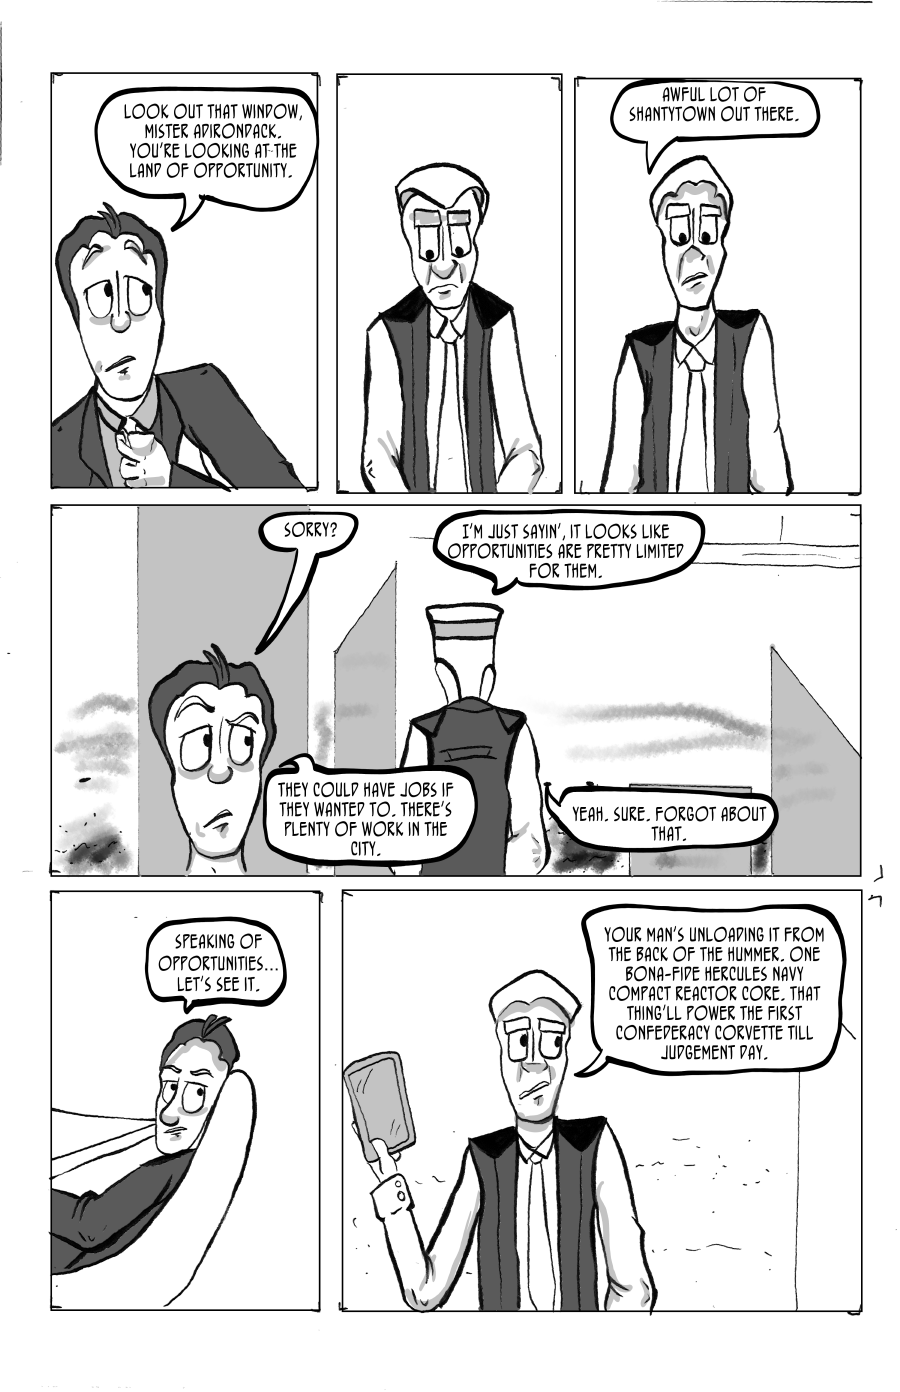 LOOK OUT THAT WINDOW,
MISTER ADIRONDACK.
YOU'RE LOOKING AT THE
LAND OF OPPORTUNITY.
AWFUL LOT OF
SHANTYTOWN OUT THERE.
SORRY?
I'M JUST SAYIN', IT LOOKS LIKE
OPPORTUNITIES ARE PRETTY LIMITED
FOR THEM.
THEY COULD HAVE JOBS IF
THEY WANTED TO. THERE'S
PLENTY OF WORK IN THE
CITY.
YEAH. SURE. FORGOT ABOUT
THAT.
SPEAKING OF
OPPORTUNITIES...
LET'S SEE IT.
YOUR MAN'S UNLOADING IT FROM
THE BACK OF THE HUMMER. ONE
BONA-FIDE HERCULES NAVY
COMPACT REACTOR CORE. THAT
THING'LL POWER THE FIRST
CONFEDERACY CORVETTE TILL
JUDGEMENT DAY.